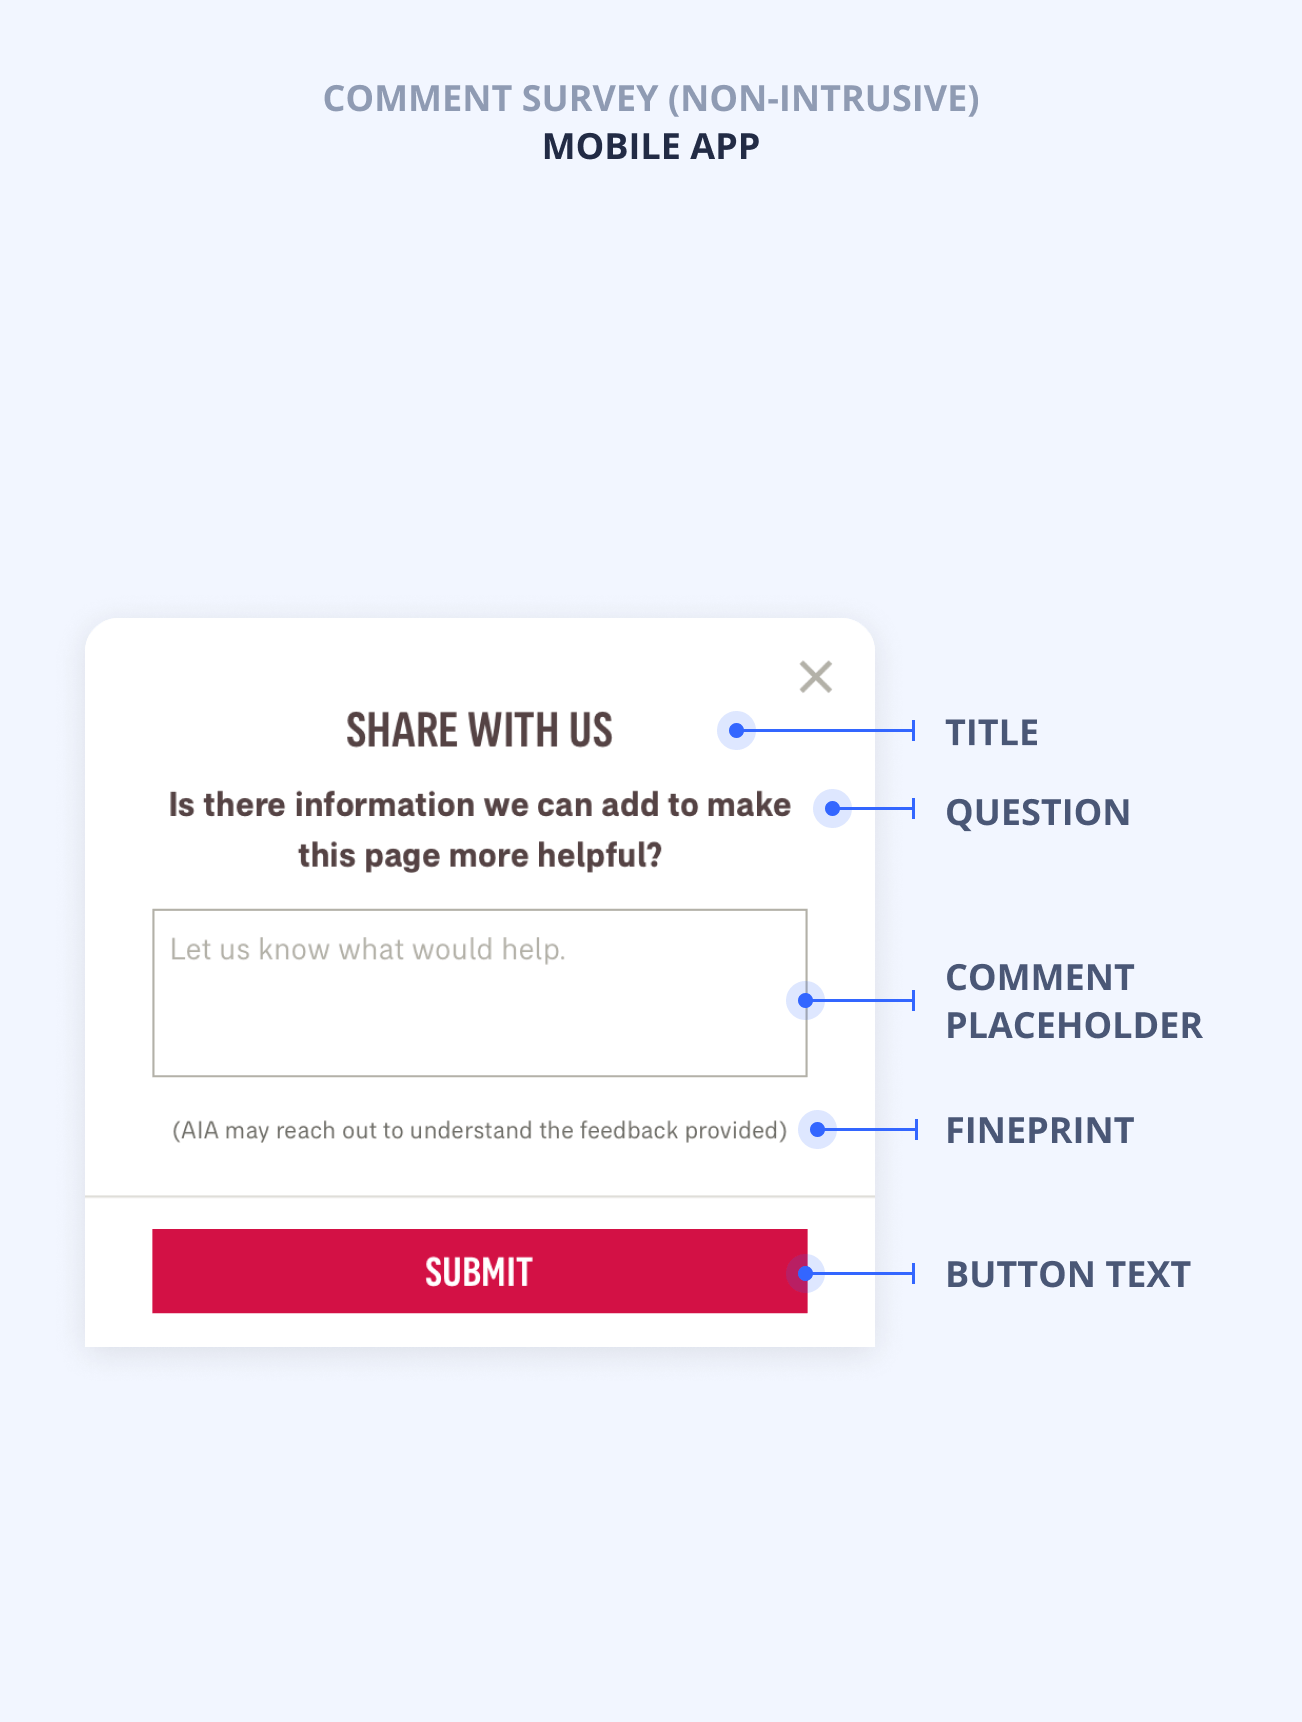 COMMENT SURVEY (NON-INTRUSIVE)
MOBILE APP
SHARE WITH US
TITLE
Is there information we can add to make
this page more helpful?
QUESTION
Let us know what would help.
COMMENT
PLACEHOLDER
(AIA may reach out to understand the feedback provided)
FINEPRINT
SUBMIT
BUTTON TEXT